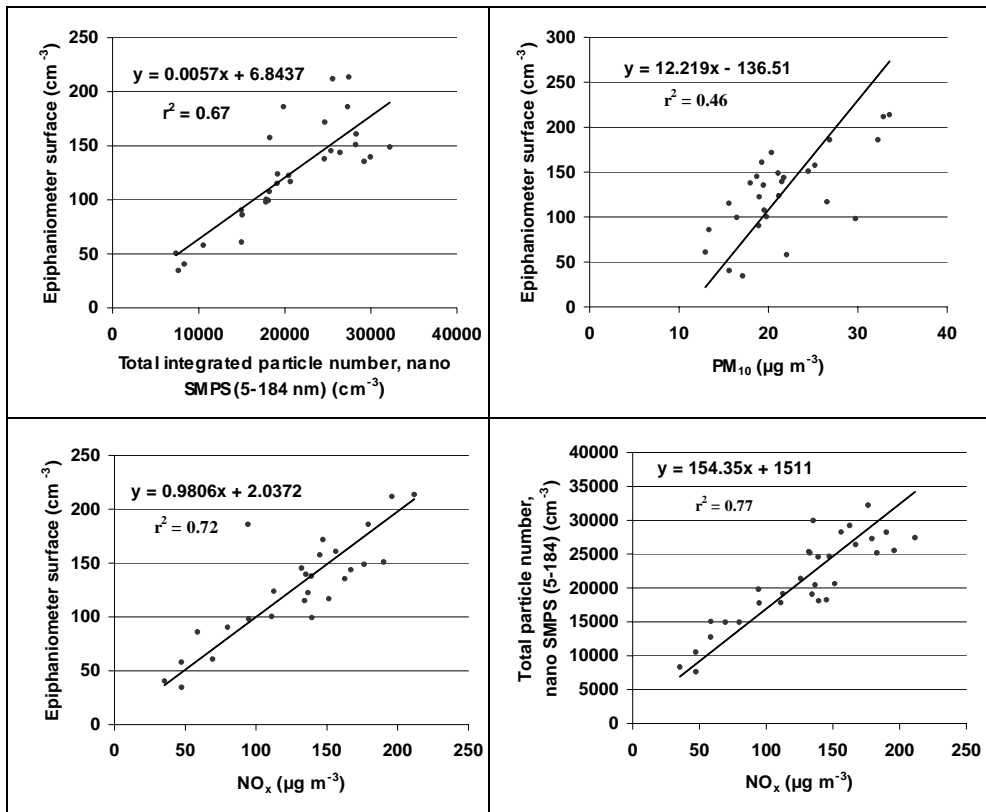 Epiphaniometer surface (cm⁻³)
250
200
150
100
50
0
y = 0.0057x + 6.8437
r² = 0.67
0 10000 20000 30000 40000
Total integrated particle number, nano
SMPS(5-184 nm) (cm⁻³)
Epiphaniometer surface (cm⁻³)
300
250
200
150
100
50
0
y = 12.219x - 136.51
r² = 0.46
0 10 20 30 40
PM₁₀ (µg m⁻³)
Epiphaniometer surface (cm⁻³)
250
200
150
100
50
0
y = 0.9806x + 2.0372
r² = 0.72
0 50 100 150 200 250
NOₓ (µg m⁻³)
Total particle number,
nano SMPS (5-184) (cm⁻³)
40000
35000
30000
25000
20000
15000
10000
5000
0
y = 154.35x + 1511
r² = 0.77
0 50 100 150 200 250
NOₓ (µg m⁻³)